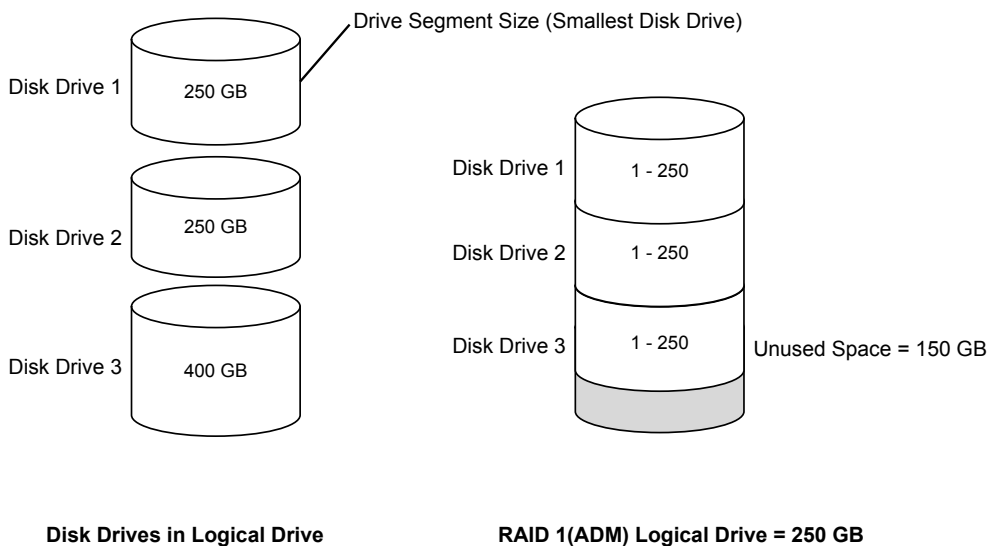 Drive Segment Size (Smallest Disk Drive)
Disk Drive 1
250 GB
Disk Drive 2
250 GB
Disk Drive 3
400 GB
Disk Drive 1
1 - 250
Disk Drive 2
1 - 250
Disk Drive 3
1 - 250
Unused Space = 150 GB
Disk Drives in Logical Drive
RAID 1(ADM) Logical Drive = 250 GB